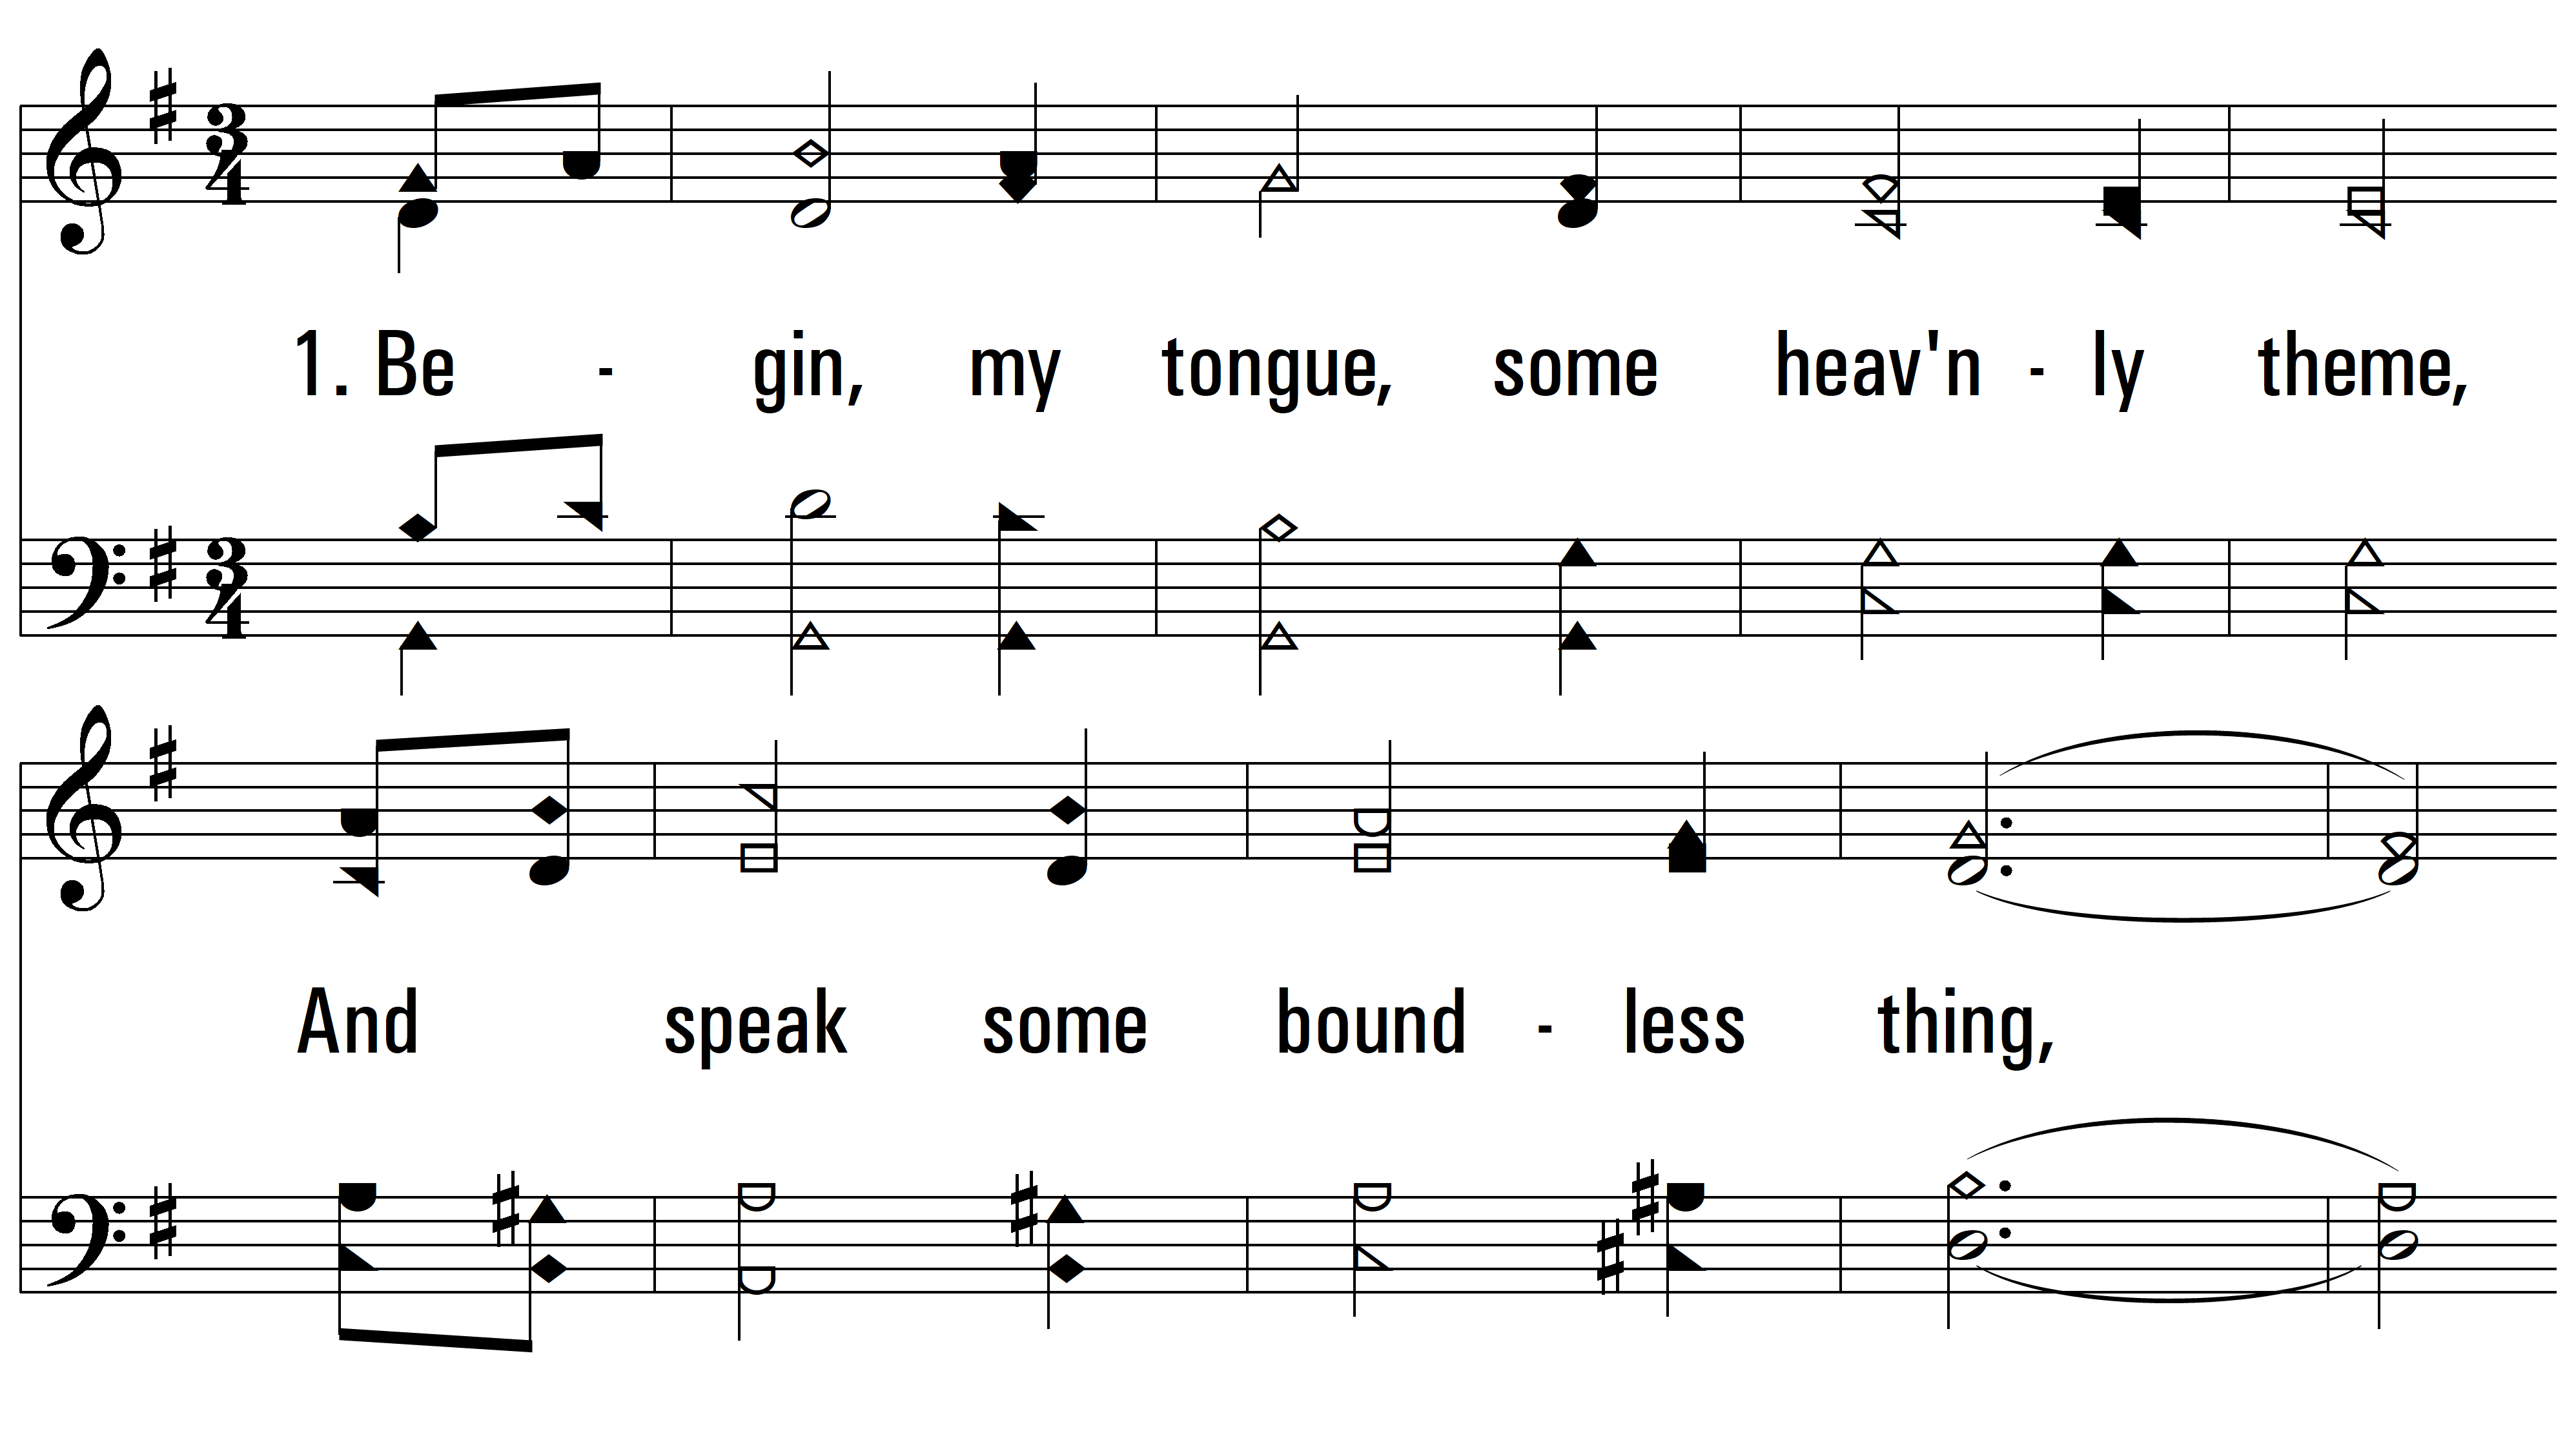 1. Be - gin, my tongue, some heav'n - ly theme,
And speak some bound - less thing,